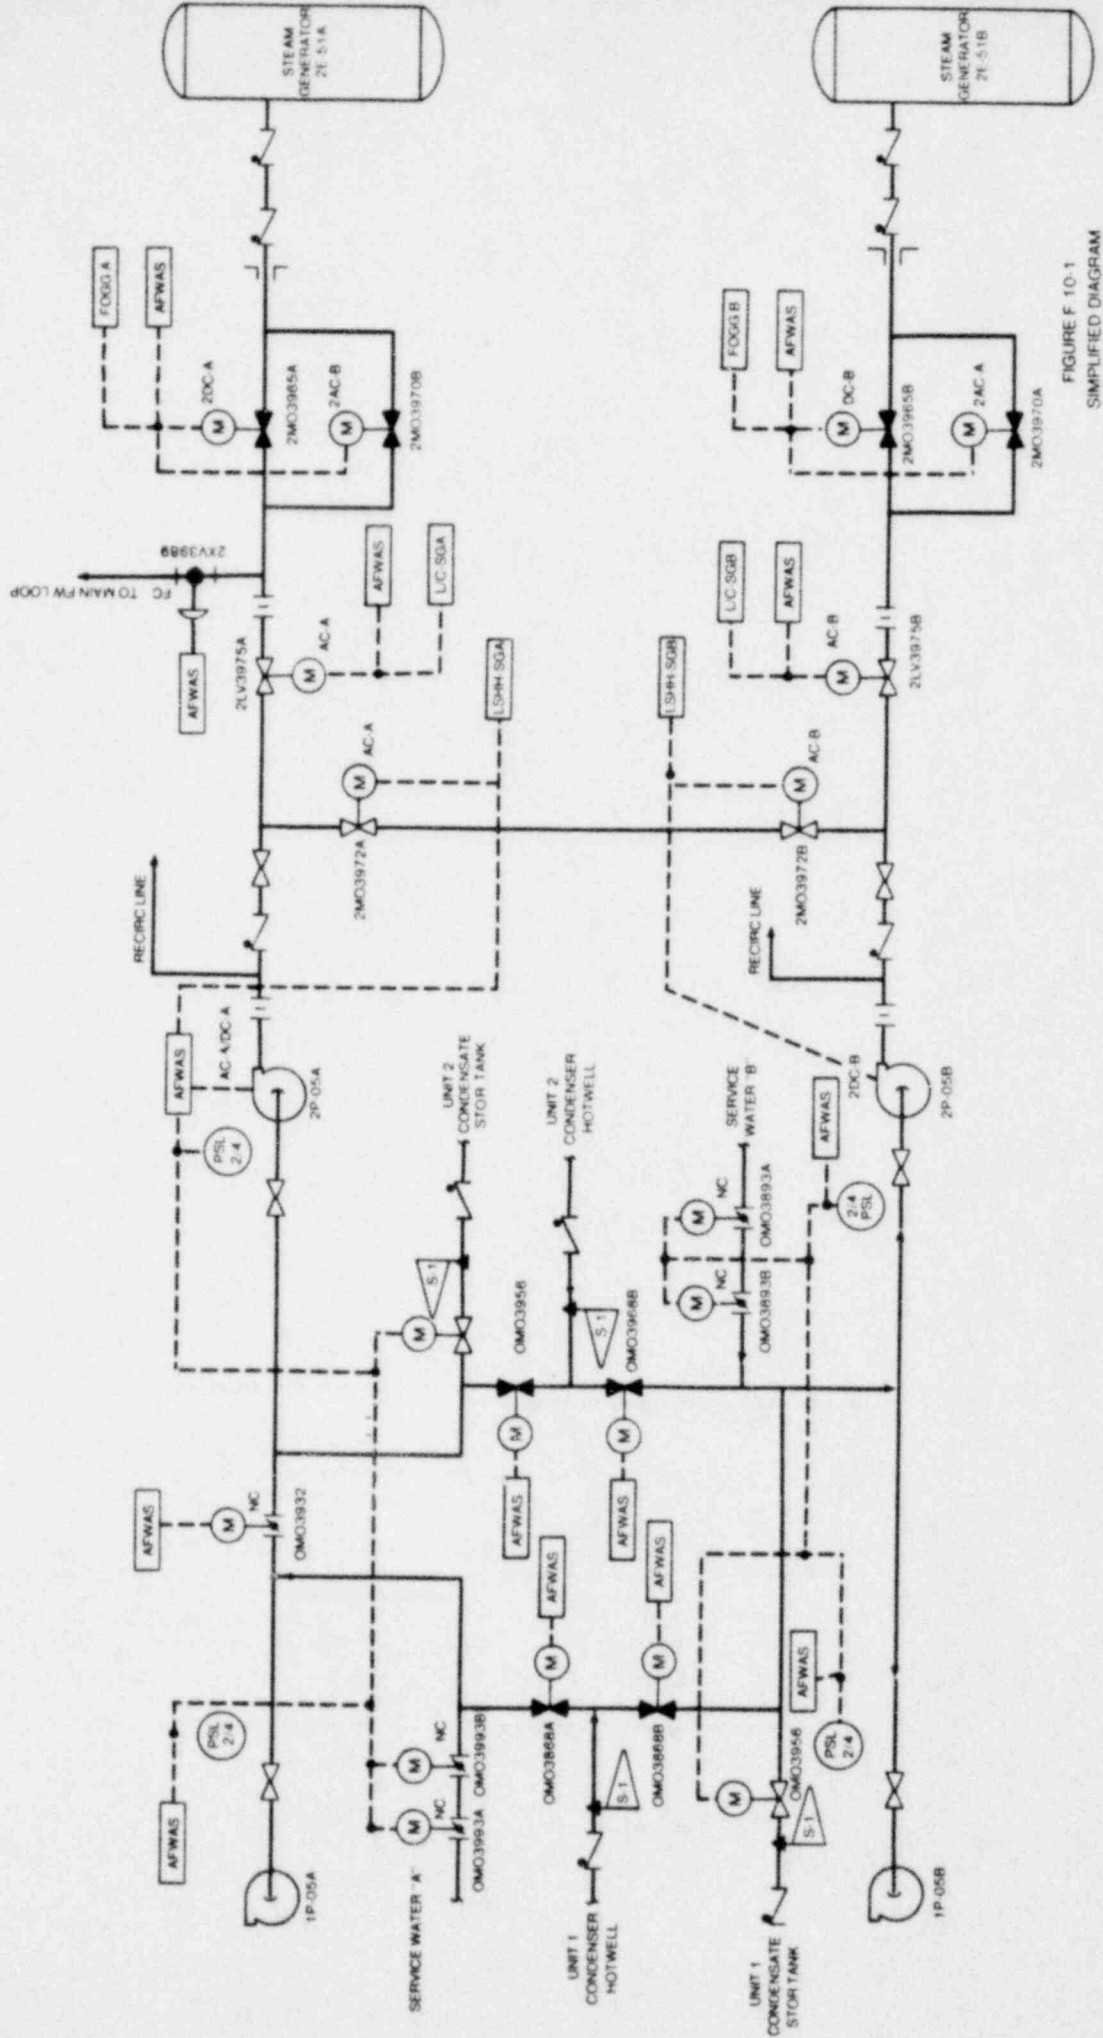 STEAM
GENERATOR
2E-51A
FOGG A
AFWAS
2DC-A
M
2MO3965A
2AC-B
M
2MO3970B
TO MAIN FW LOOP
FC
2XV3989
AFWAS
2LV3975A
AC-A
M
AFWAS
L/C-SGA
LSHH-SGA
AC-A
M
2MO3972A
RECIRC LINE
AFWAS
AC-A/DC-A
PSL
2/4
2P-05A
UNIT 2
CONDENSATE
STOR TANK
S-1
M
AFWAS
NC
M
OMO3932
AFWAS
PSL
2/4
1P-05A
SERVICE WATER "A"
NC
M
OMO3993A
NC
M
OMO3993B
UNIT 2
CONDENSER
HOTWELL
S-1
OMO3956
M
AFWAS
OMO3968B
M
AFWAS
AFWAS
M
OMO3868A
AFWAS
M
OMO3868B
UNIT 1
CONDENSER
HOTWELL
S-1
SERVICE
WATER "B"
NC
M
OMO3893A
NC
M
OMO3893B
UNIT 1
CONDENSATE
STOR TANK
S-1
M
OMO3956
AFWAS
PSL
2/4
1P-05B
AFWAS
2/4
PSL
2DC-B
2P-05B
RECIRC LINE
LSHH-SGB
AC-B
M
2MO3972B
L/C-SGB
AFWAS
AC-B
M
2LV3975B
FOGG B
AFWAS
DC-B
M
2MO3965B
2AC-A
M
2MO3970A
STEAM
GENERATOR
2E-51B
FIGURE F 10-1
SIMPLIFIED DIAGRAM